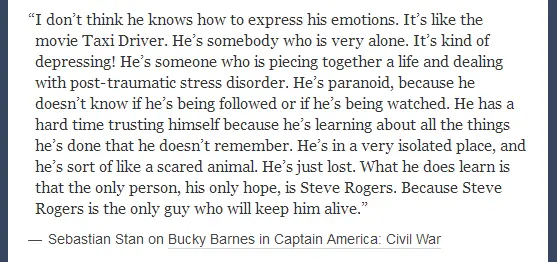 “I don’t think he knows how to express his emotions. It’s like the
movie Taxi Driver. He’s somebody who is very alone. It’s kind of
depressing! He’s someone who is piecing together a life and dealing
with post-traumatic stress disorder. He’s paranoid, because he
doesn’t know if he’s being followed or if he’s being watched. He has a
hard time trusting himself because he’s learning about all the things
he’s done that he doesn’t remember. He’s in a very isolated place, and
he’s sort of like a scared animal. He’s just lost. What he does learn is
that the only person, his only hope, is Steve Rogers. Because Steve
Rogers is the only guy who will keep him alive.”
— Sebastian Stan on Bucky Barnes in Captain America: Civil War